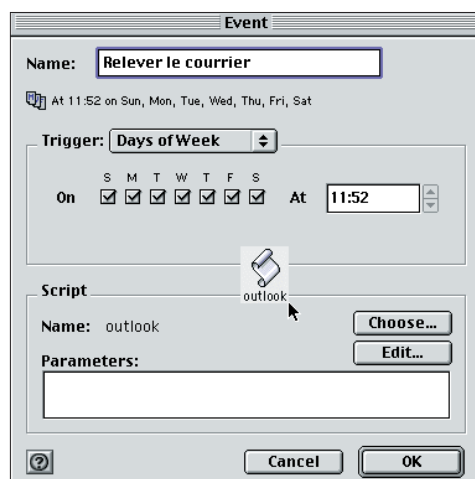 Event
Name: Relever le courrier
At 11:52 on Sun, Mon, Tue, Wed, Thu, Fri, Sat
Trigger: Days of Week
S M T W T F S
On At 11:52
outlook
Script
Name: outlook Choose...
Edit...
Parameters:
? Cancel OK